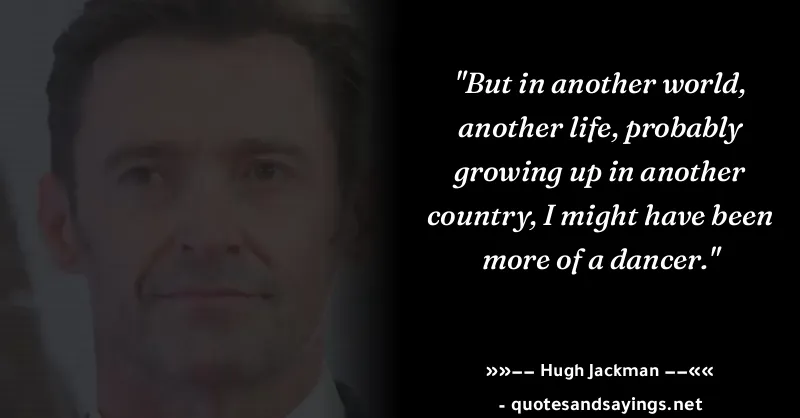 "But in another world,
another life, probably
growing up in another
country, I might have been
more of a dancer."
»»−− Hugh Jackman −−««
- quotesandsayings.net